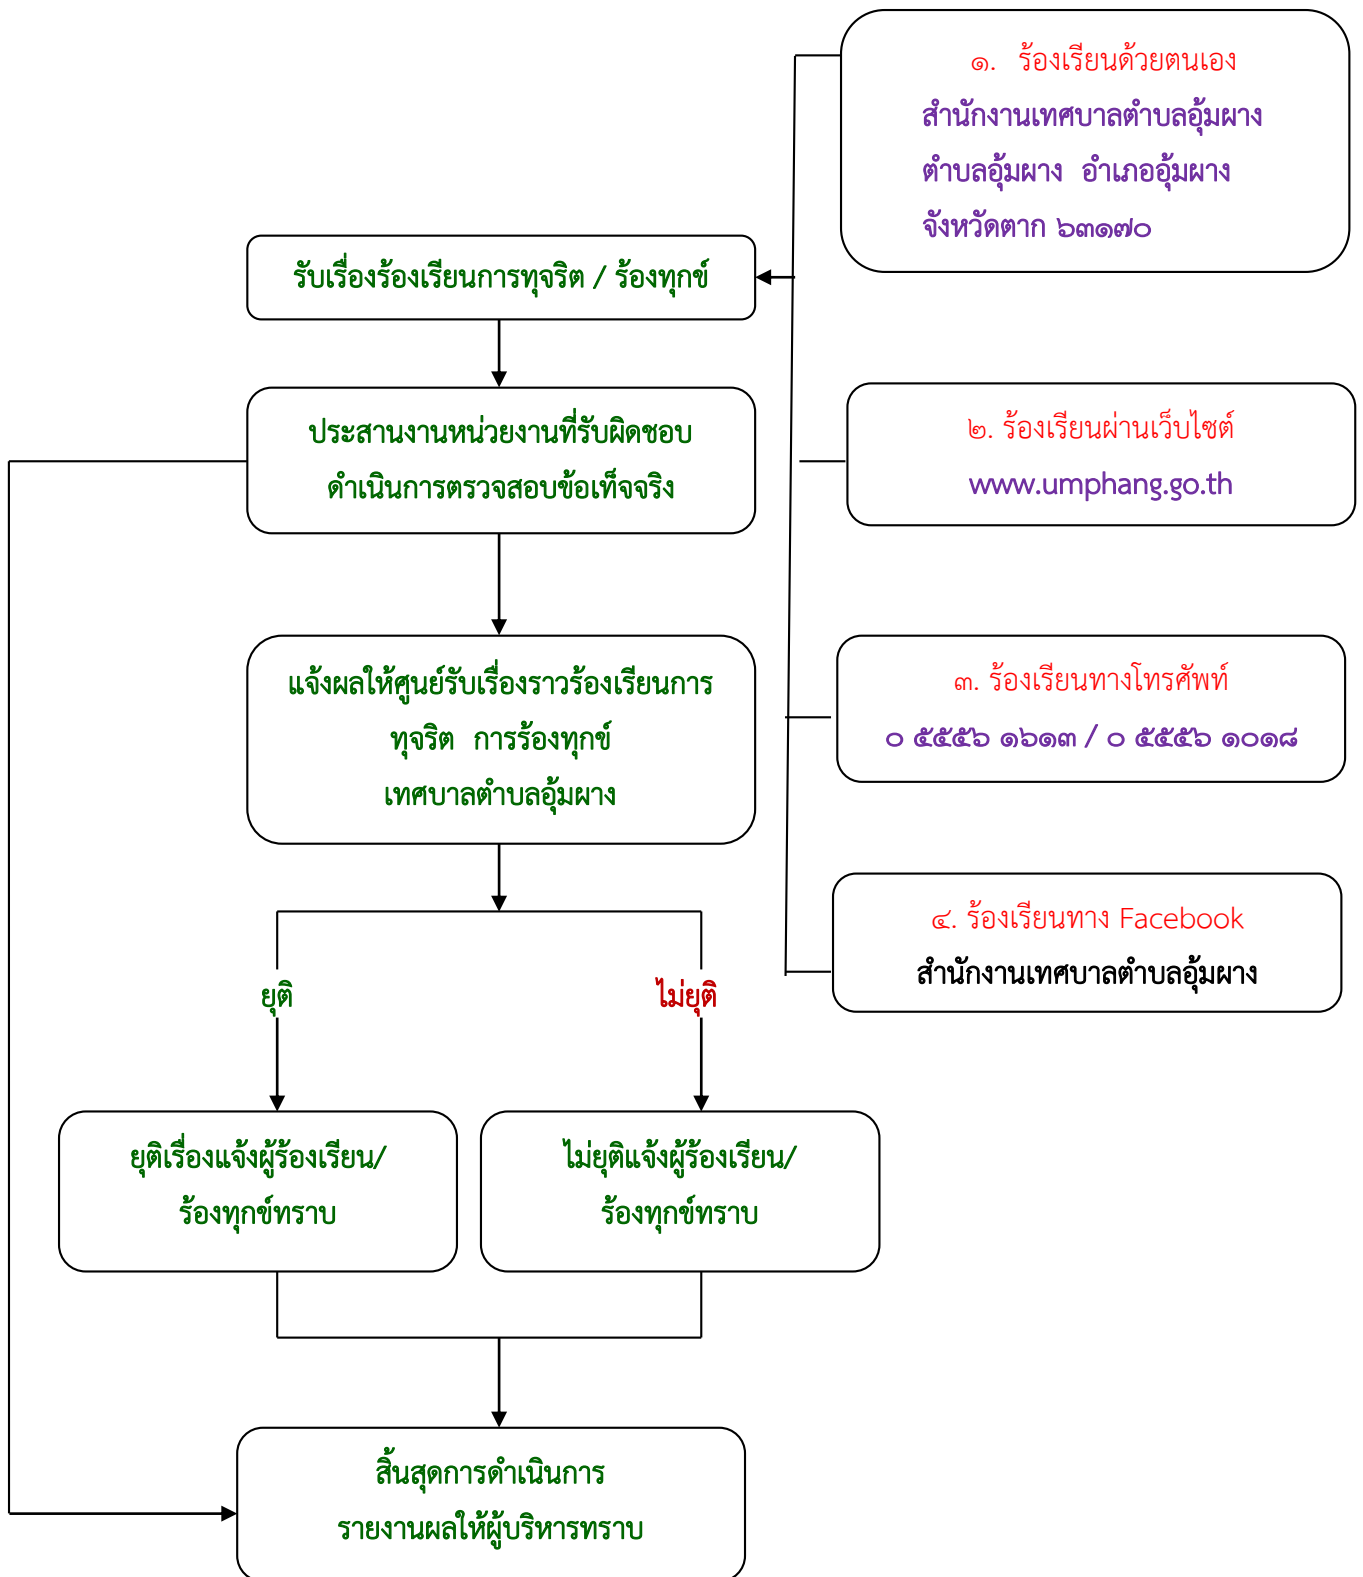 ๑. ร้องเรียนด้วยตนเอง
สำนักงานเทศบาลตำบลอุ้มผาง
ตำบลอุ้มผาง อำเภออุ้มผาง
จังหวัดตาก ๖๓๑๗๐
รับเรื่องร้องเรียนการทุจริต / ร้องทุกข์
ประสานงานหน่วยงานที่รับผิดชอบ
ดำเนินการตรวจสอบข้อเท็จจริง
๒. ร้องเรียนผ่านเว็บไซต์
www.umphang.go.th
แจ้งผลให้ศูนย์รับเรื่องราวร้องเรียนการ
ทุจริต การร้องทุกข์
เทศบาลตำบลอุ้มผาง
๓. ร้องเรียนทางโทรศัพท์
๐ ๕๕๕๖ ๑๖๑๓ / ๐ ๕๕๕๖ ๑๐๑๘
๔. ร้องเรียนทาง Facebook
สำนักงานเทศบาลตำบลอุ้มผาง
ยุติ
ไม่ยุติ
ยุติเรื่องแจ้งผู้ร้องเรียน/
ร้องทุกข์ทราบ
ไม่ยุติแจ้งผู้ร้องเรียน/
ร้องทุกข์ทราบ
สิ้นสุดการดำเนินการ
รายงานผลให้ผู้บริหารทราบ